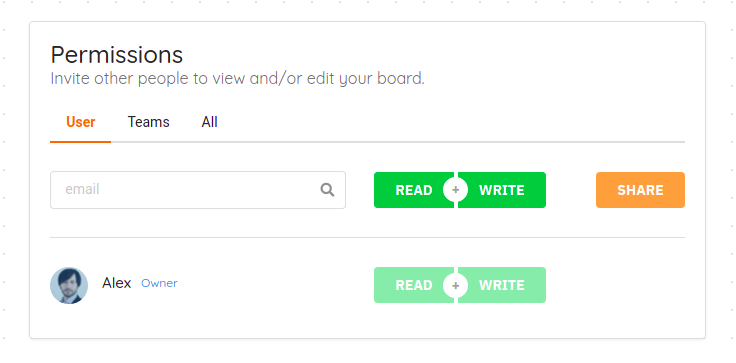 Permissions
Invite other people to view and/or edit your board.
User Teams All
email READ + WRITE SHARE
Alex Owner READ + WRITE